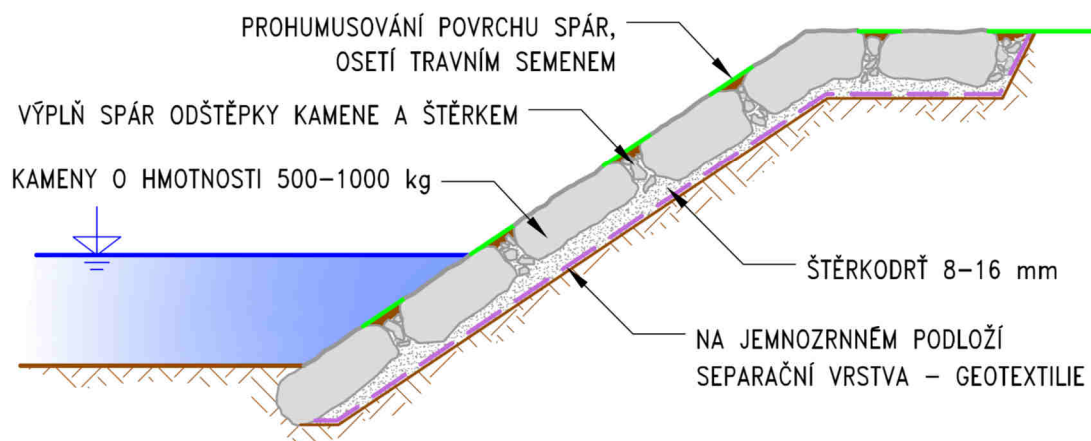 PROHUMUSOVÁNÍ POVRCHU SPÁR,
OSETÍ TRAVNÍM SEMENEM
VÝPLŇ SPÁR ODŠTĚPKY KAMENE A ŠTĚRKEM
KAMENY O HMOTNOSTI 500–1000 kg
ŠTĚRKODRŤ 8–16 mm
NA JEMNOZRNNÉM PODLOŽÍ
SEPARAČNÍ VRSTVA – GEOTEXTILIE